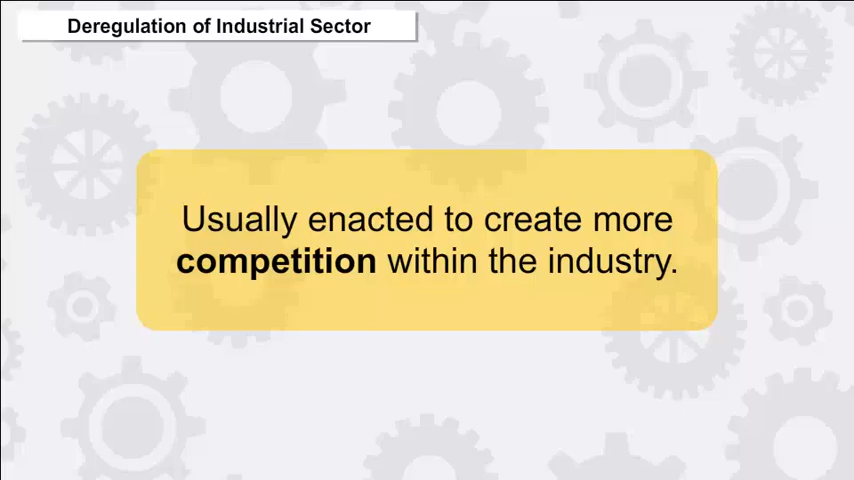 Deregulation of Industrial Sector
Usually enacted to create more
competition within the industry.